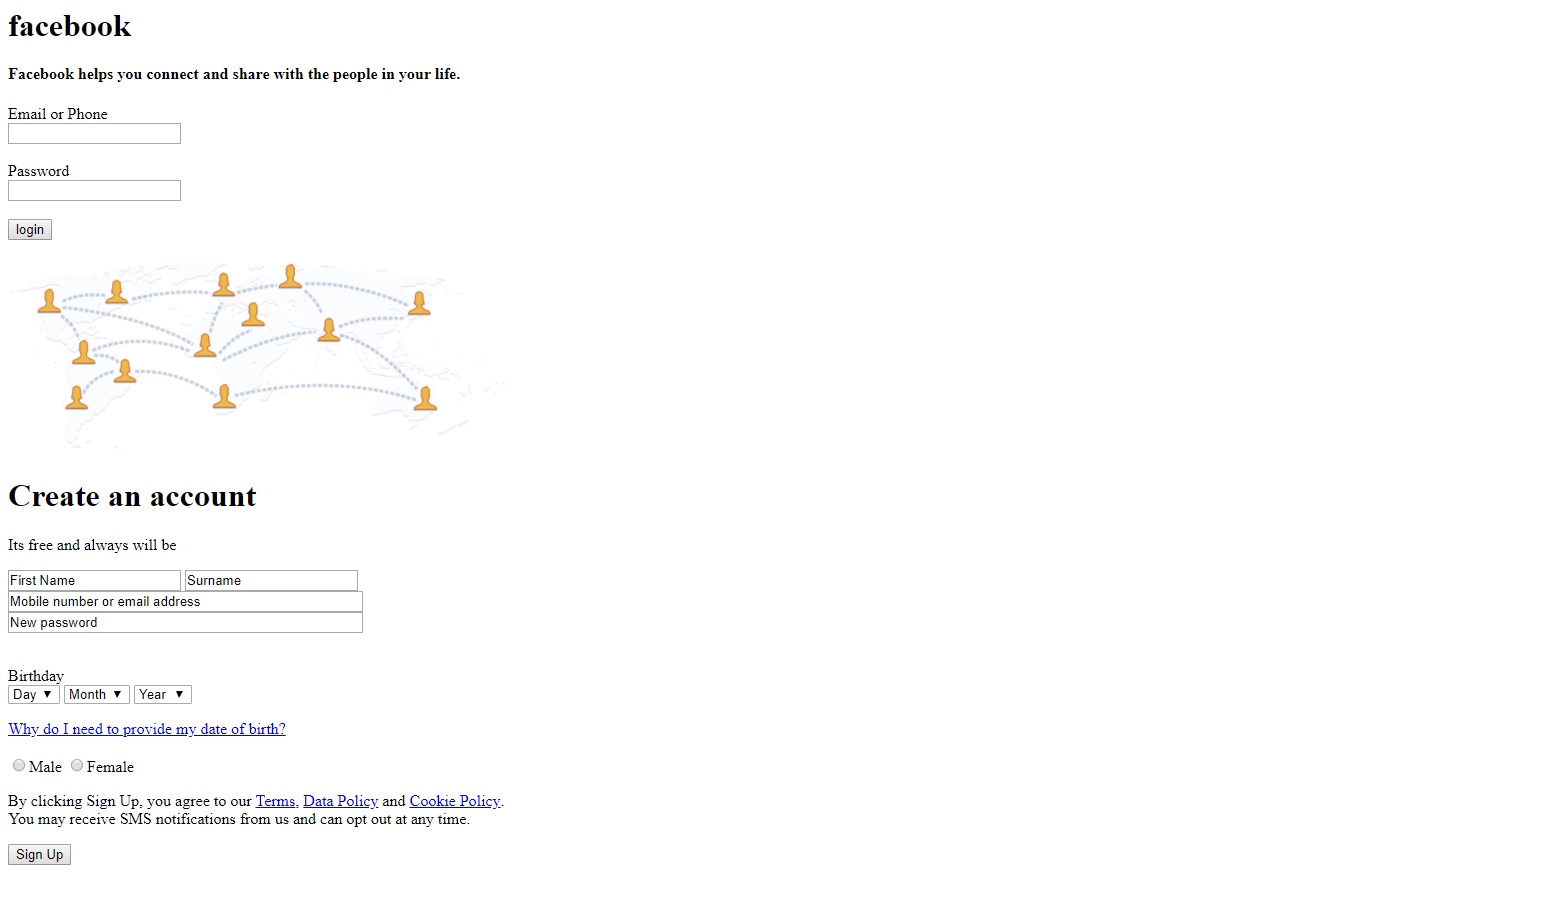 facebook
Facebook helps you connect and share with the people in your life.
Email or Phone
Password
login
Create an account
Its free and always will be
First Name Surname
Mobile number or email address
New password
Birthday
Day Month Year
Why do I need to provide my date of birth?
Male Female
By clicking Sign Up, you agree to our Terms, Data Policy and Cookie Policy.
You may receive SMS notifications from us and can opt out at any time.
Sign Up